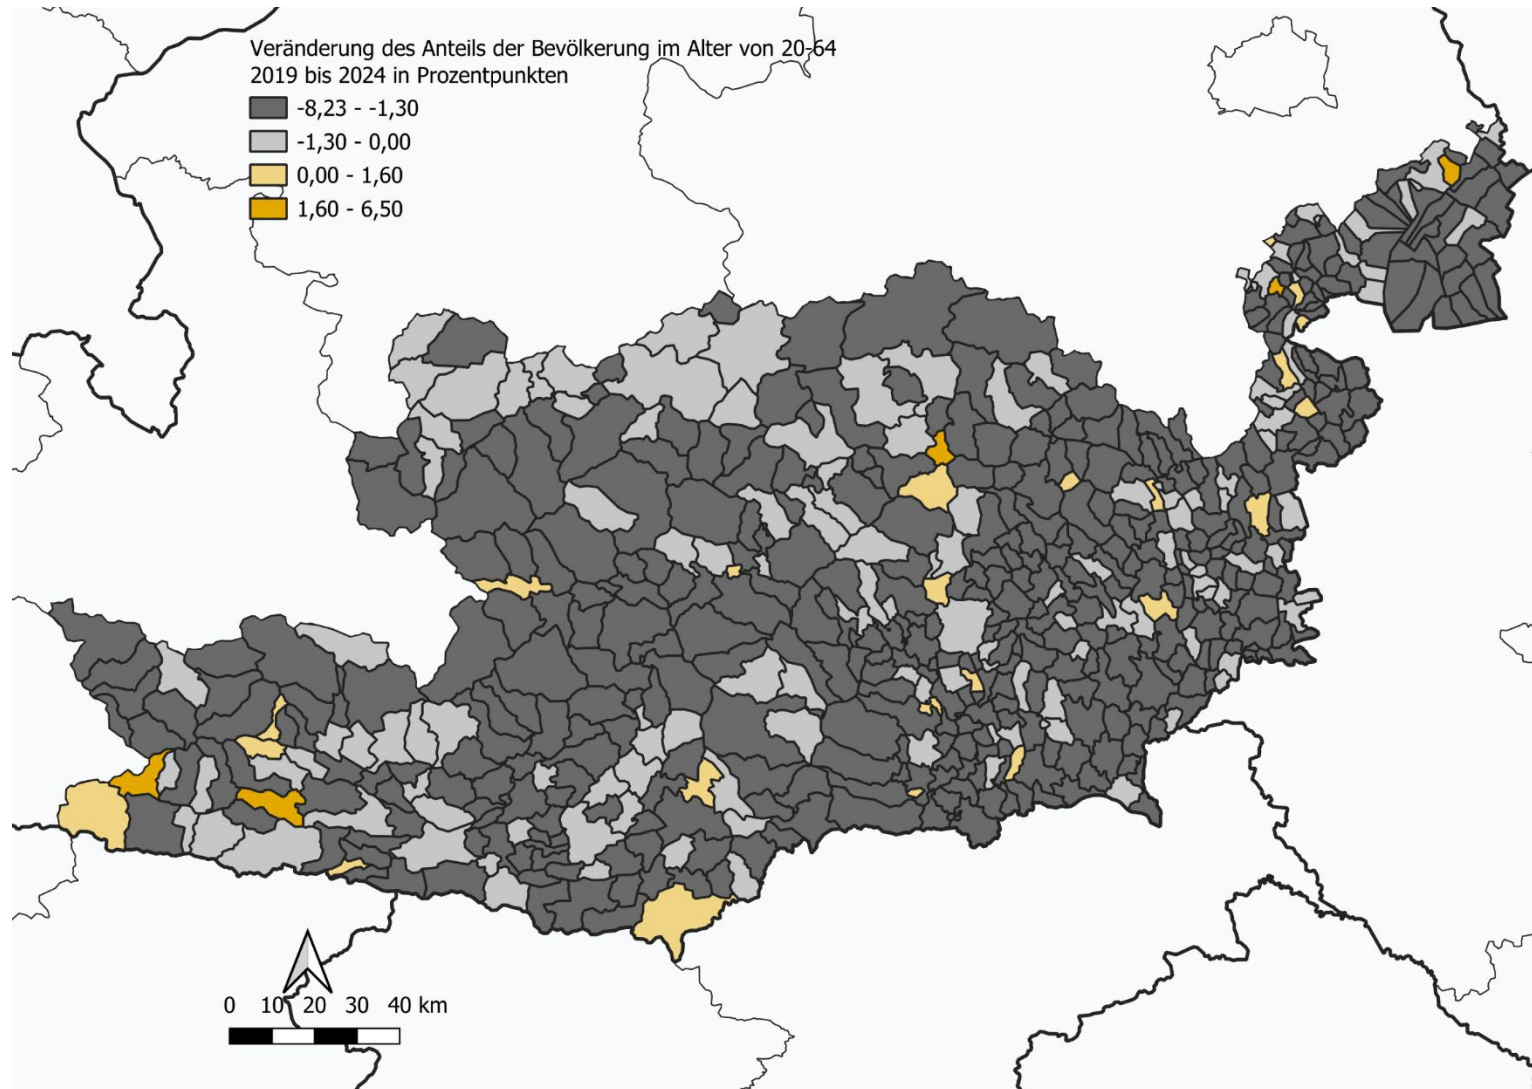 Veränderung des Anteils der Bevölkerung im Alter von 20-64
2019 bis 2024 in Prozentpunkten
-8,23 - -1,30
-1,30 - 0,00
0,00 - 1,60
1,60 - 6,50
0 10 20 30 40 km